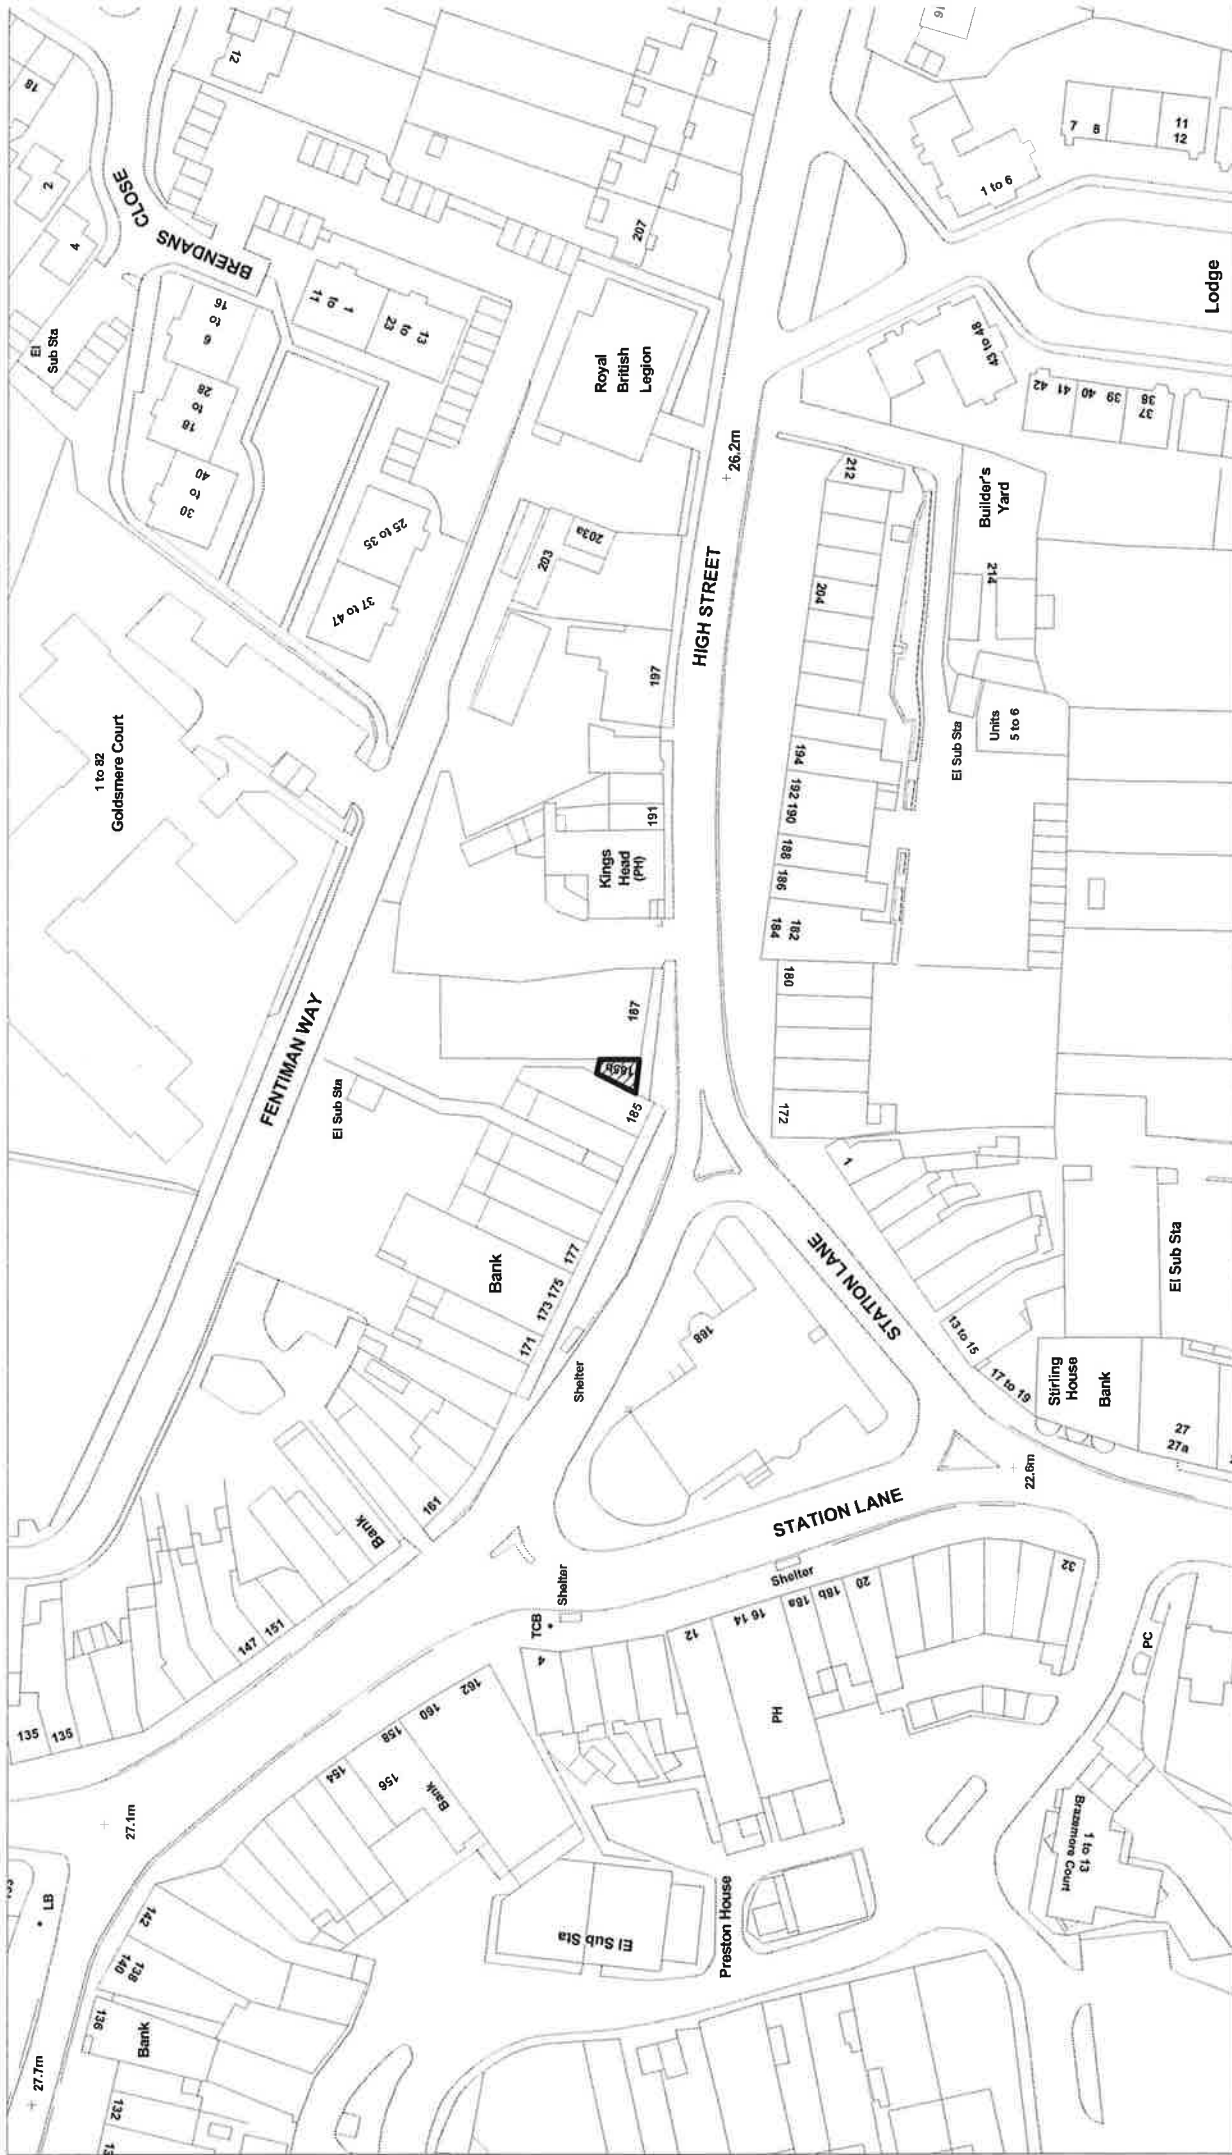 18
12
2
4
BRENDANS CLOSE
El
Sub Sta
6
to
16
18
to
28
30
to
40
1
to
11
13
to
23
25 to 35
37 to 47
Royal
British
Legion
207
203
203a
197
191
Kings
Head
(PH)
187
185b
185
1 to 82
Goldsmere Court
FENTIMAN WAY
El Sub Sta
HIGH STREET
26.2m
1 to 6
7
8
11
12
Lodge
43 to 48
42
41
40
39
38
37
212
204
194
192
190
188
186
184
182
180
172
Builder's
Yard
214
Units
5 to 6
El Sub Sta
1
STATION LANE
13 to 15
17 to 19
Stirling
House
Bank
El Sub Sta
27
27a
22.6m
Bank
177
175
173
171
Shelter
168
161
Bank
151
147
135
135
STATION LANE
Shelter
TCB
Shelter
4
12
16 14
18a
18b
20
32
PH
PC
1 to 13
Brazemore Court
162
160
158
156
154
Bank
El Sub Sta
Preston House
27.1m
LB
142
138
140
136
Bank
132
27.7m